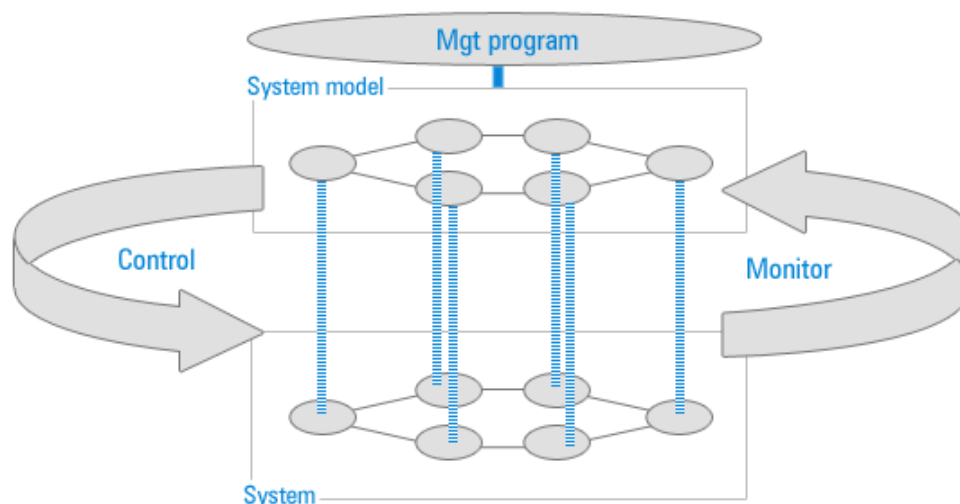 Mgt program
System model
Control
Monitor
System